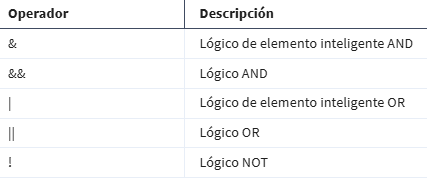 Operador Descripción
& Lógico de elemento inteligente AND
&& Lógico AND
| Lógico de elemento inteligente OR
|| Lógico OR
! Lógico NOT